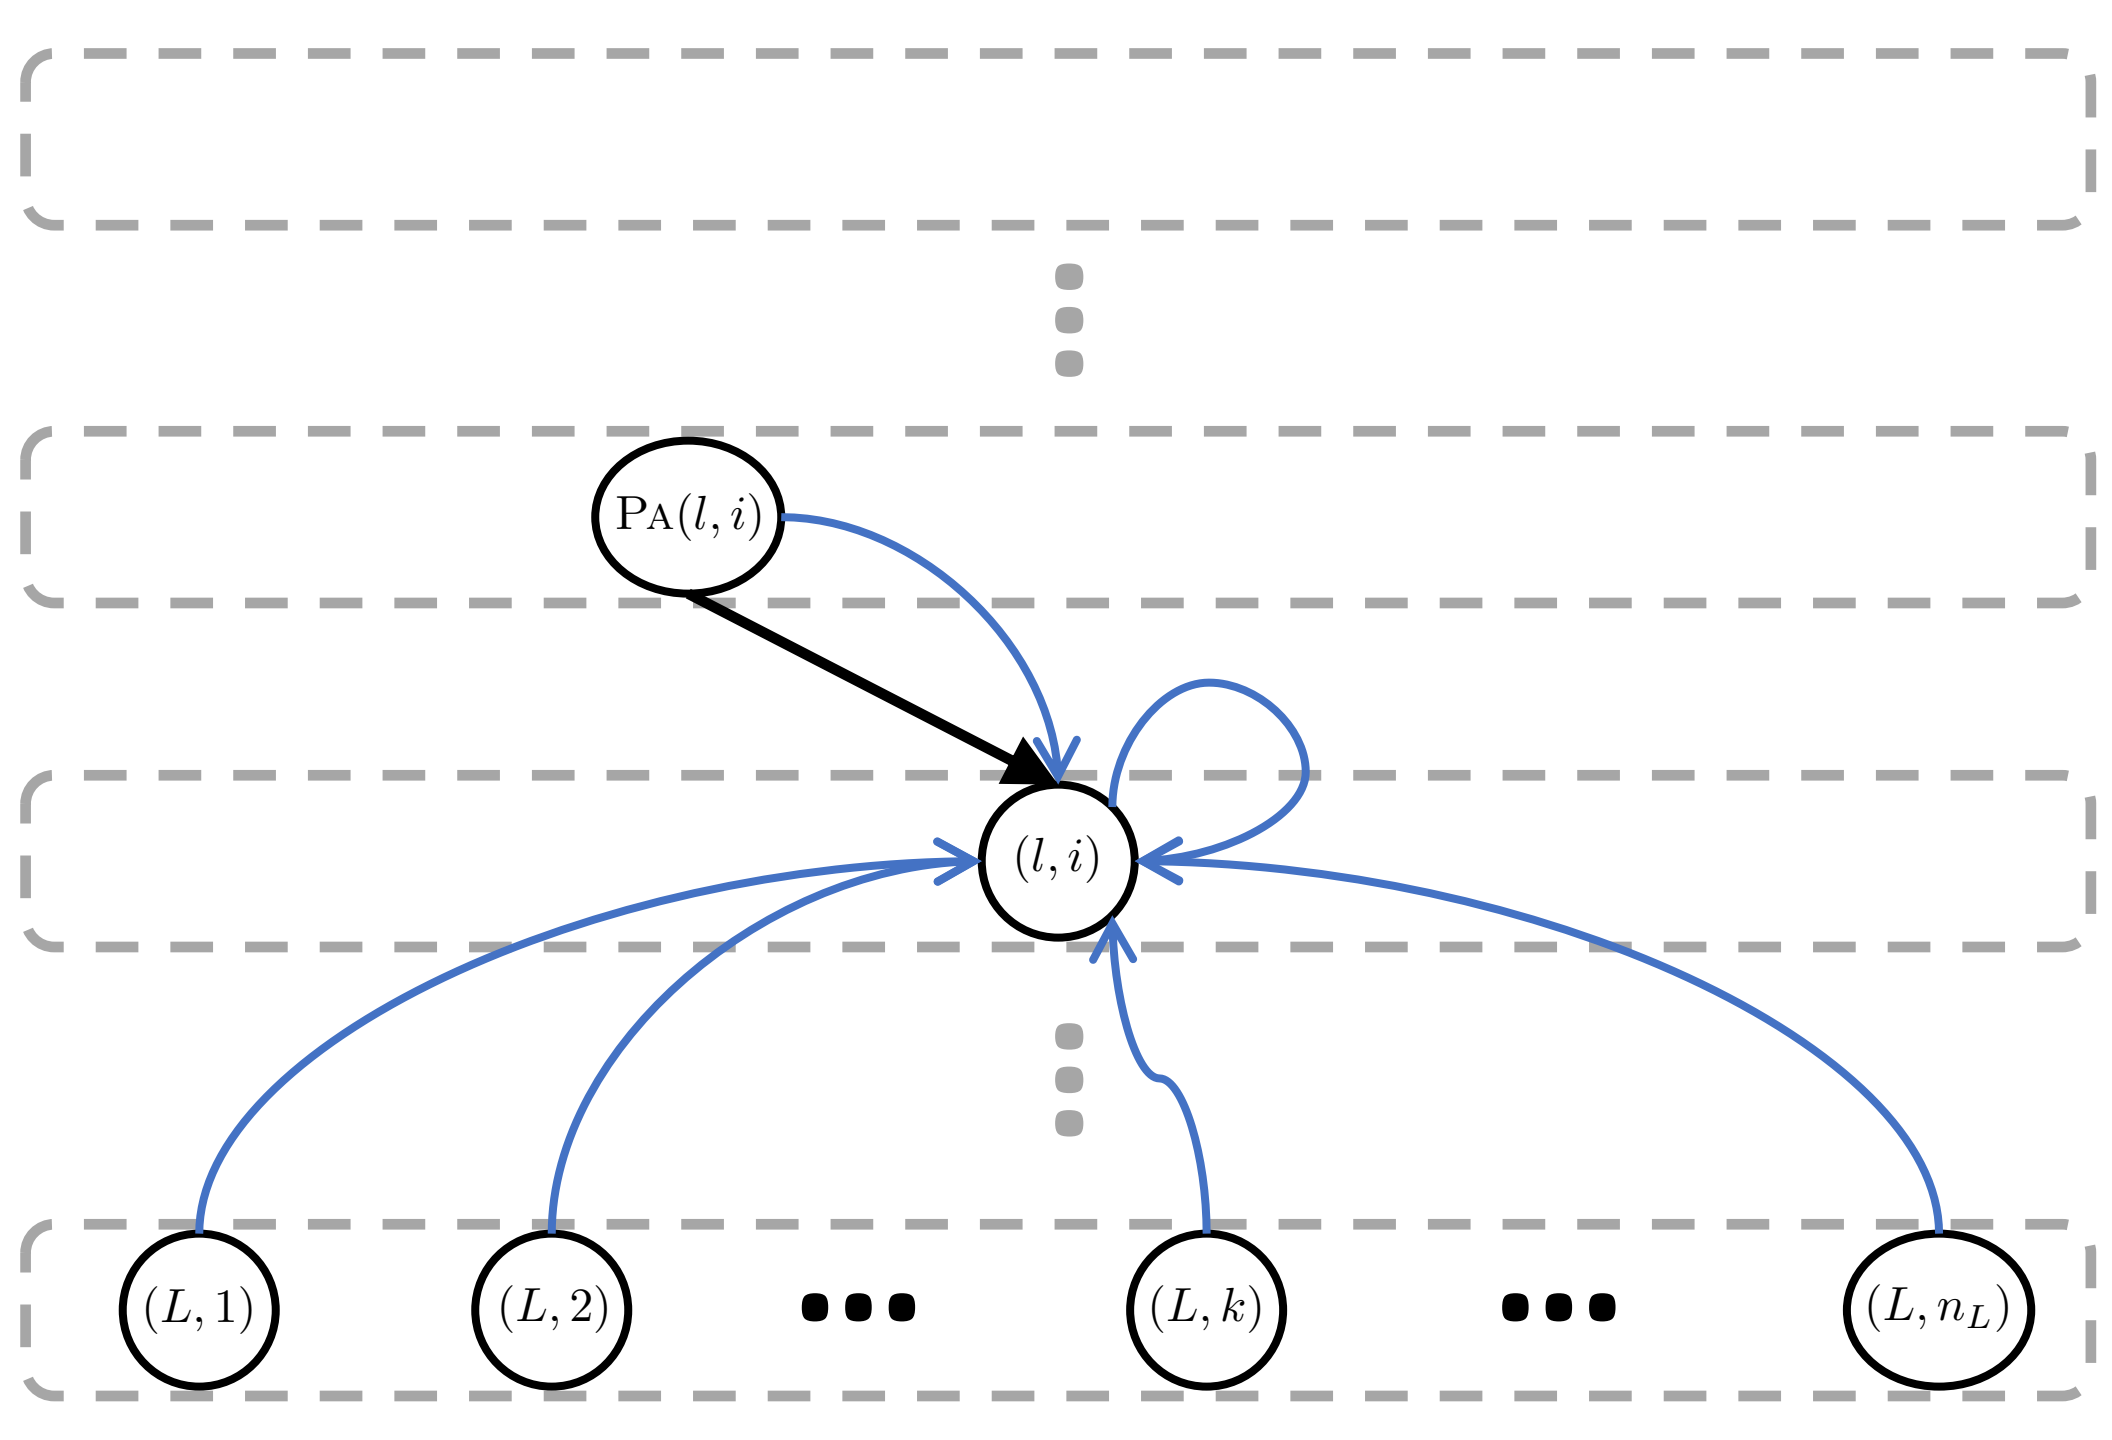 PA(l, i)
(l, i)
(L, 1) (L, 2) (L, k) (L, n_L)